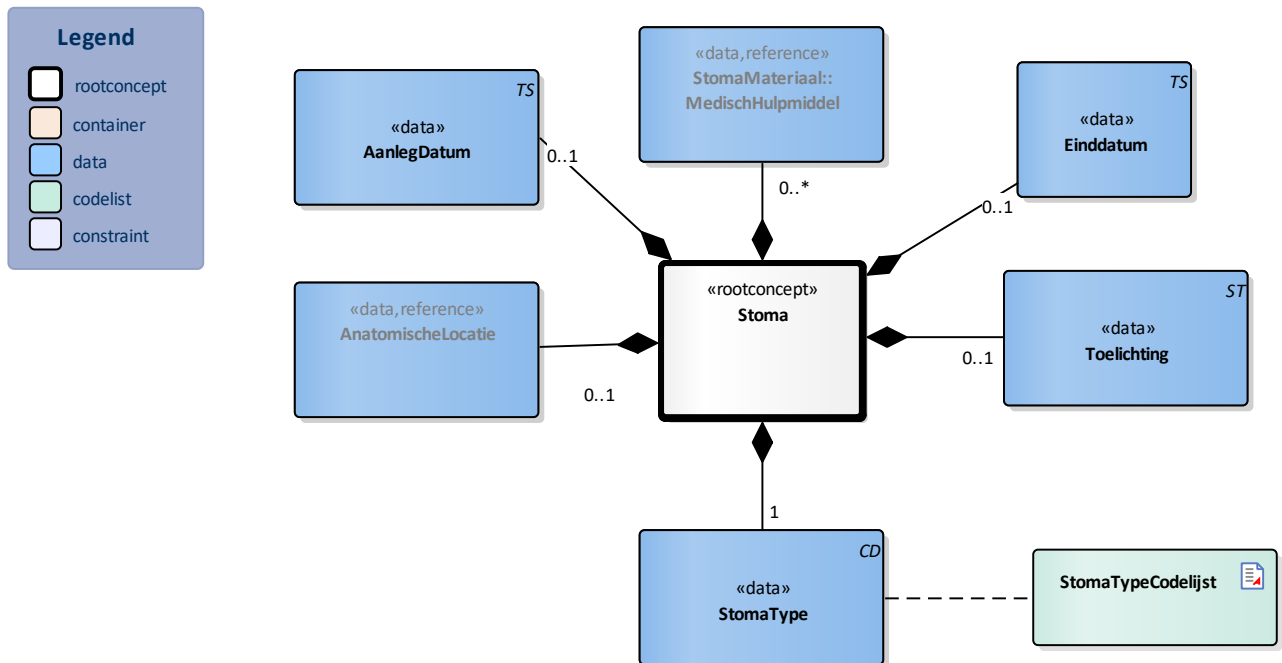 Legend
rootconcept
container
data
codelist
constraint
TS
«data»
AanlegDatum
0..1
«data,reference»
StomaMateriaal::
MedischHulpmiddel
0..*
TS
«data»
Einddatum
0..1
«data,reference»
AnatomischeLocatie
0..1
«rootconcept»
Stoma
ST
«data»
Toelichting
0..1
1
CD
«data»
StomaType
StomaTypeCodelijst